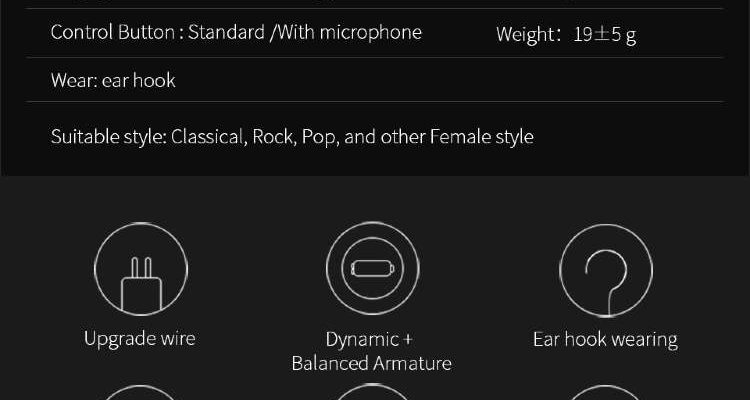 Control Button : Standard /With microphone
Weight: 19±5 g
Wear: ear hook
Suitable style: Classical, Rock, Pop, and other Female style
Upgrade wire
Dynamic +
Balanced Armature
Ear hook wearing